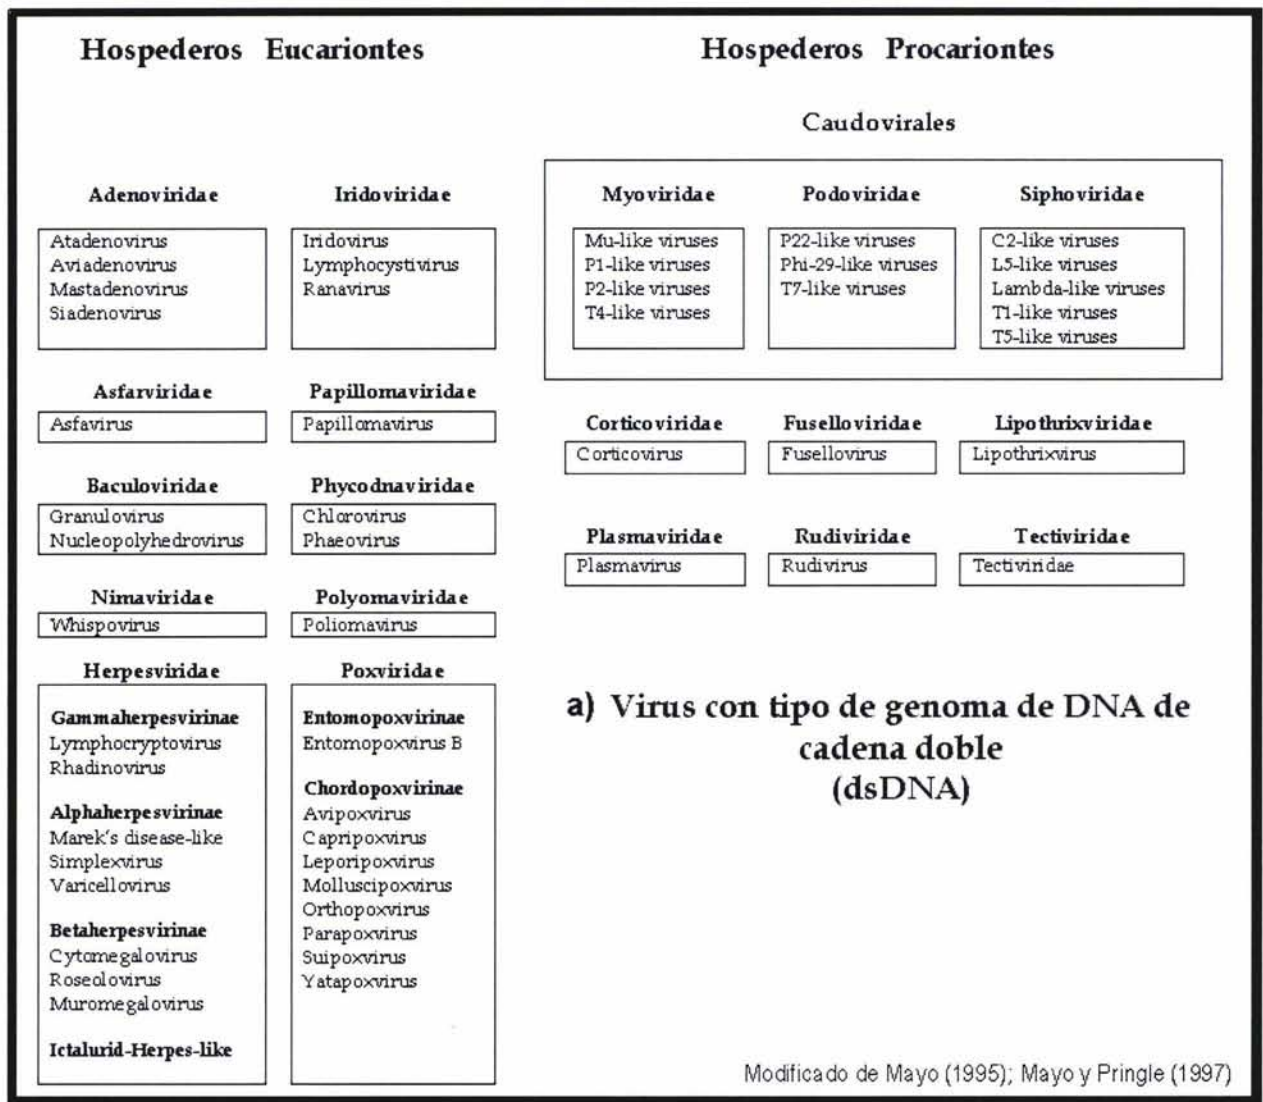 Hospederos Eucariontes
Adenoviridae
Atadenovirus
Aviadenovirus
Mastadenovirus
Siadenovirus
Iridoviridae
Iridovirus
Lymphocystivirus
Ranavirus
Asfarviridae
Asfavirus
Papillomaviridae
Papillomavirus
Baculoviridae
Granulovirus
Nucleopolyhedrovirus
Phycodnaviridae
Chlorovirus
Phaeovirus
Nimaviridae
Whispovirus
Polyomaviridae
Poliomavirus
Herpesviridae
Gammaherpesvirinae
Lymphocryptovirus
Rhadinovirus
Alphaherpesvirinae
Marek's disease-like
Simplexvirus
Varicellovirus
Betaherpesvirinae
Cytomegalovirus
Roseolovirus
Muromegalovirus
Ictalurid-Herpes-like
Poxviridae
Entomopoxvirinae
Entomopoxvirus B
Chordopoxvirinae
Avipoxvirus
Capripoxvirus
Leporipoxvirus
Molluscipoxvirus
Orthopoxvirus
Parapoxvirus
Suipoxvirus
Yatapoxvirus
Hospederos Procariontes
Caudovirales
Myoviridae
Mu-like viruses
P1-like viruses
P2-like viruses
T4-like viruses
Podoviridae
P22-like viruses
Phi-29-like viruses
T7-like viruses
Siphoviridae
C2-like viruses
L5-like viruses
Lambda-like viruses
T1-like viruses
T5-like viruses
Corticoviridae
Corticovirus
Fuselloviridae
Fusellovirus
Lipothrixviridae
Lipothrixvirus
Plasmaviridae
Plasmavirus
Rudiviridae
Rudivirus
Tectiviridae
Tectiviridae
a) Virus con tipo de genoma de DNA de
cadena doble
(dsDNA)
Modificado de Mayo (1995); Mayo y Pringle (1997)